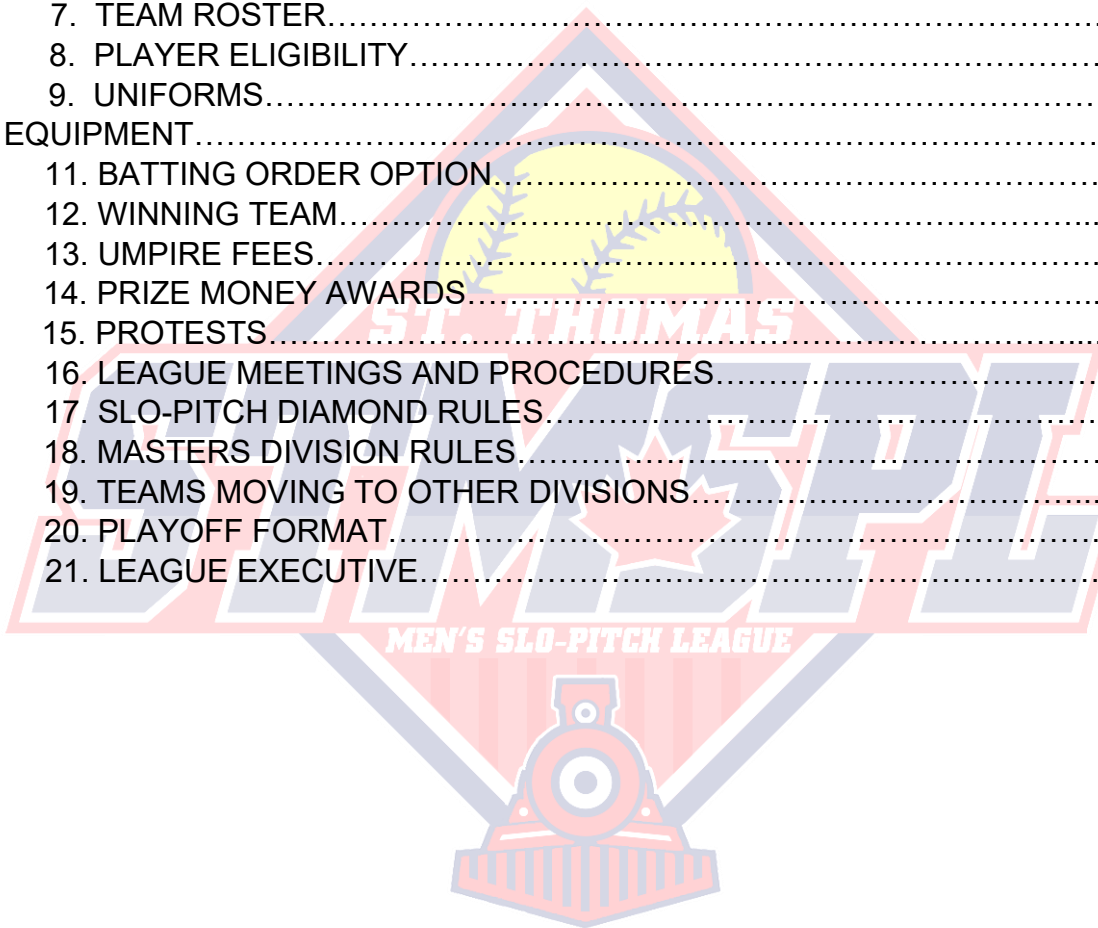 7. TEAM ROSTER……………………………………………………………………
8. PLAYER ELIGIBILITY……………………………………………………………
9. UNIFORMS…………………………………………………………………………
EQUIPMENT……………………………………………………………………………
11. BATTING ORDER OPTION……………………………………………………
12. WINNING TEAM…………………………………………………………………..
13. UMPIRE FEES……………………………………………………………………..
14. PRIZE MONEY AWARDS………………………………………………………...
15. PROTESTS………………………………………………………………………....
16. LEAGUE MEETINGS AND PROCEDURES……………………………………
17. SLO-PITCH DIAMOND RULES…………………………………………………
18. MASTERS DIVISION RULES……………………………………………………
19. TEAMS MOVING TO OTHER DIVISIONS……………………………………...
20. PLAYOFF FORMAT………………………………………………………………
21. LEAGUE EXECUTIVE……………………………………………………………
ST. THOMAS
STMSPL
MEN'S SLO-PITCH LEAGUE